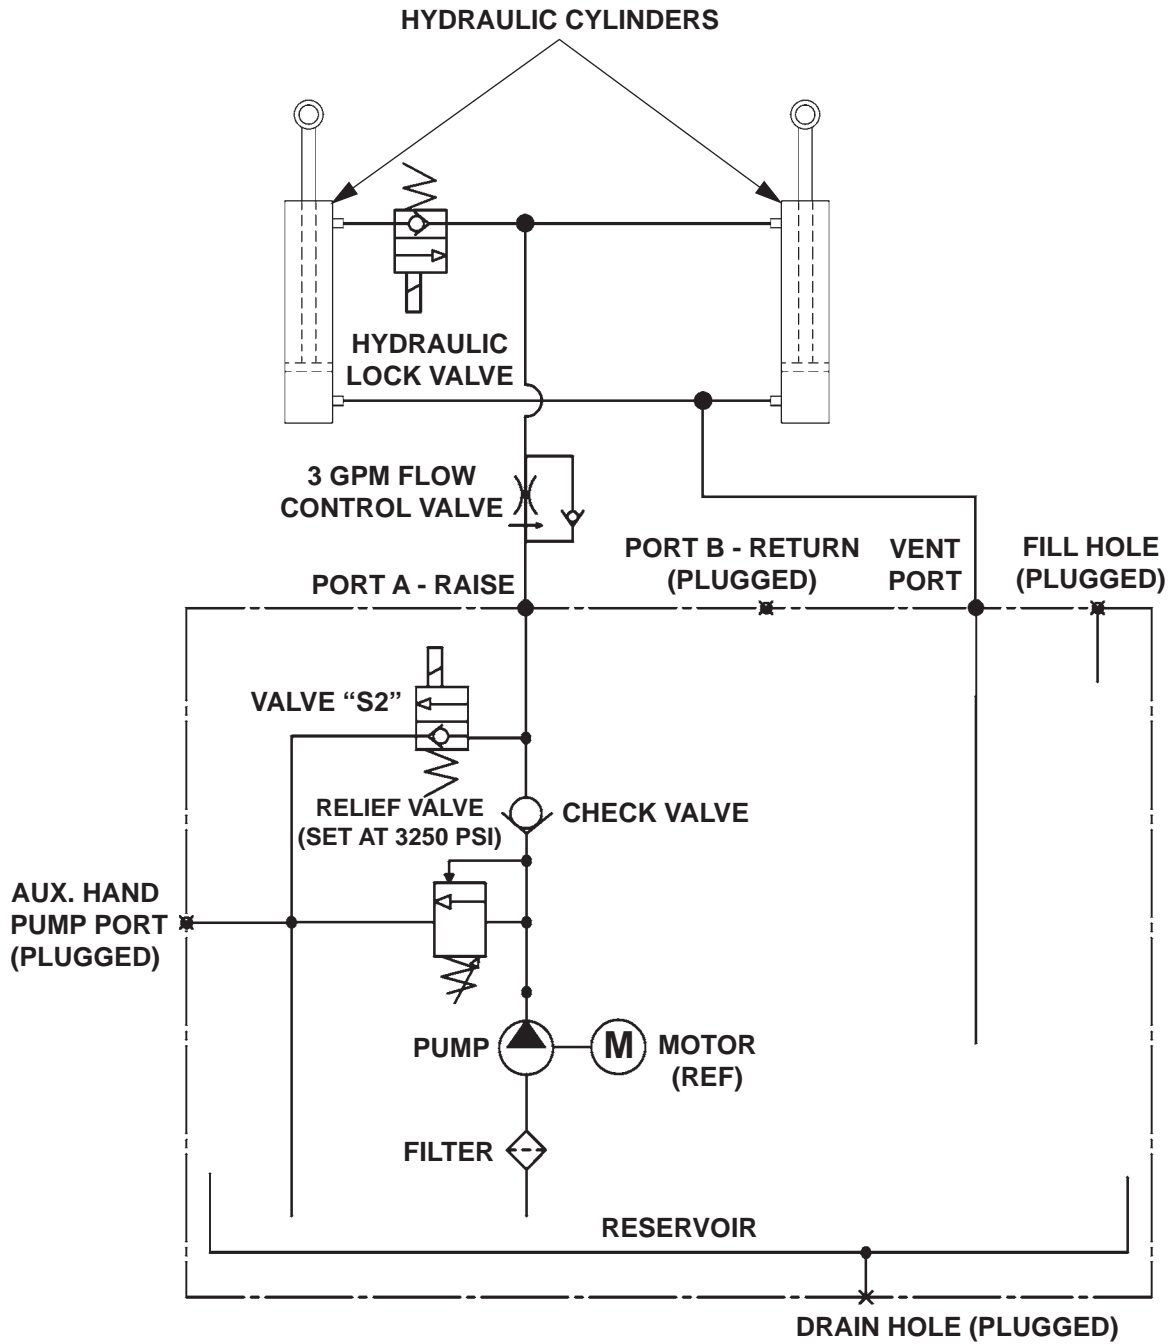 HYDRAULIC CYLINDERS
HYDRAULIC
LOCK VALVE
3 GPM FLOW
CONTROL VALVE
PORT A - RAISE
PORT B - RETURN
(PLUGGED)
VENT
PORT
FILL HOLE
(PLUGGED)
VALVE “S2”
RELIEF VALVE
(SET AT 3250 PSI)
CHECK VALVE
AUX. HAND
PUMP PORT
(PLUGGED)
PUMP
M
MOTOR
(REF)
FILTER
RESERVOIR
DRAIN HOLE (PLUGGED)